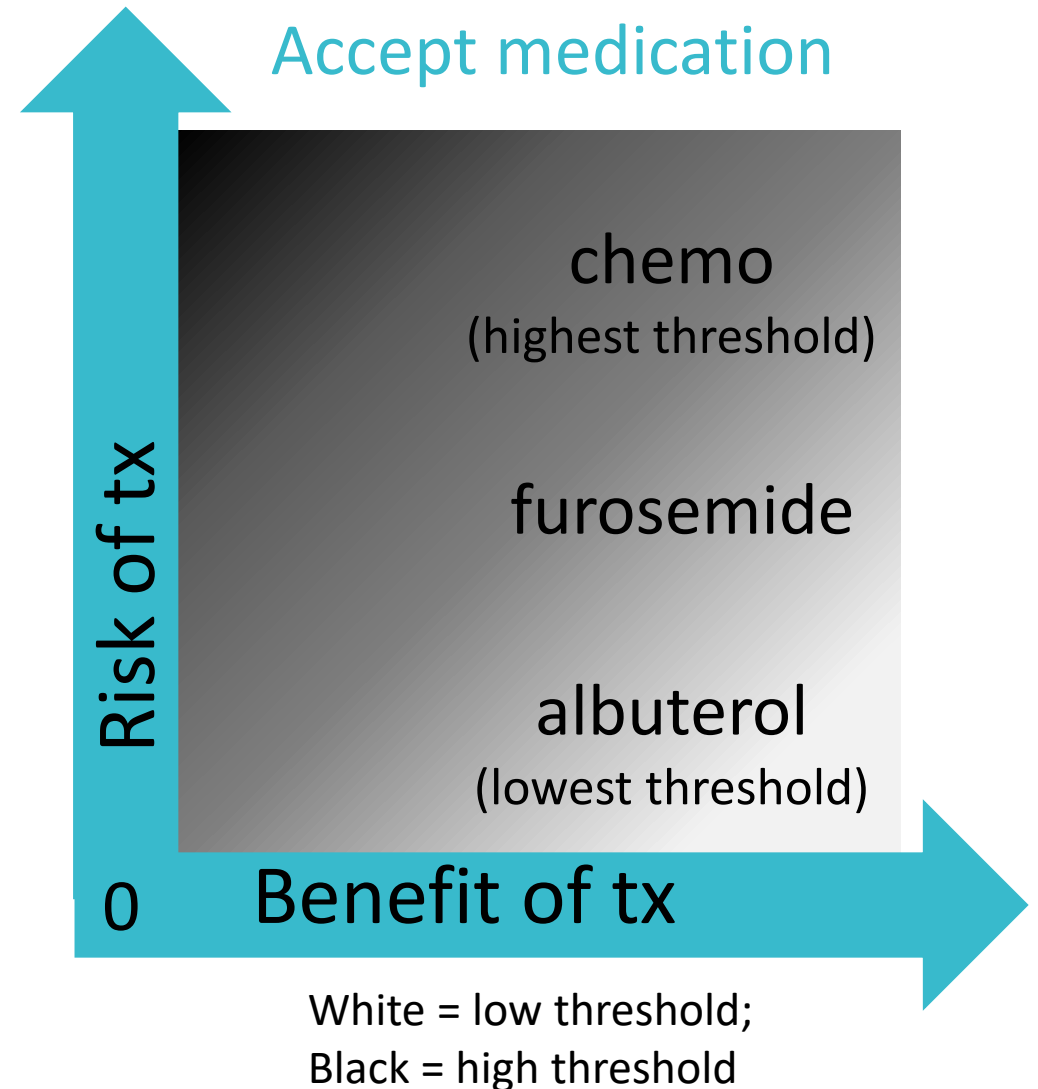 Accept medication
chemo
(highest threshold)
Risk of tx
furosemide
albuterol
(lowest threshold)
0
Benefit of tx
White = low threshold;
Black = high threshold